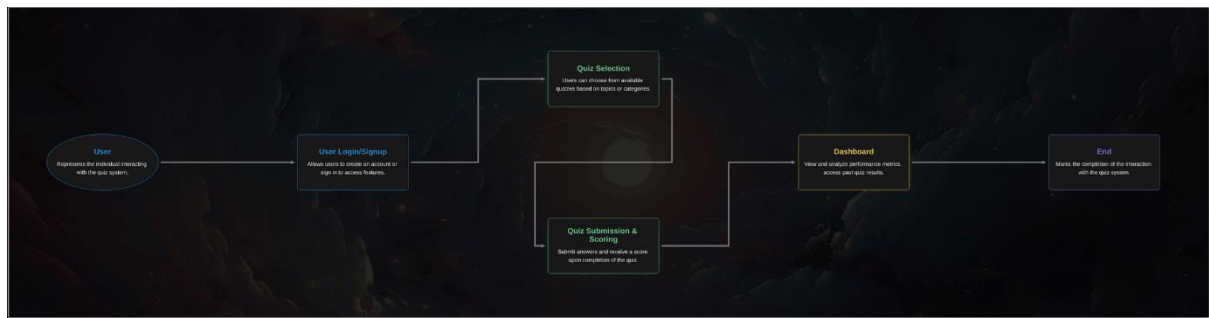 User
Represents the individual interacting
with the quiz system.
User Login/Signup
Allows users to create an account or
sign in to access features.
Quiz Selection
Users can choose from available
quizzes based on topics or categories.
Quiz Submission &
Scoring
Submit answers and receive a score
upon completion of the quiz.
Dashboard
View and analyze performance metrics,
access past quiz results.
End
Marks the completion of the interaction
with the quiz system.